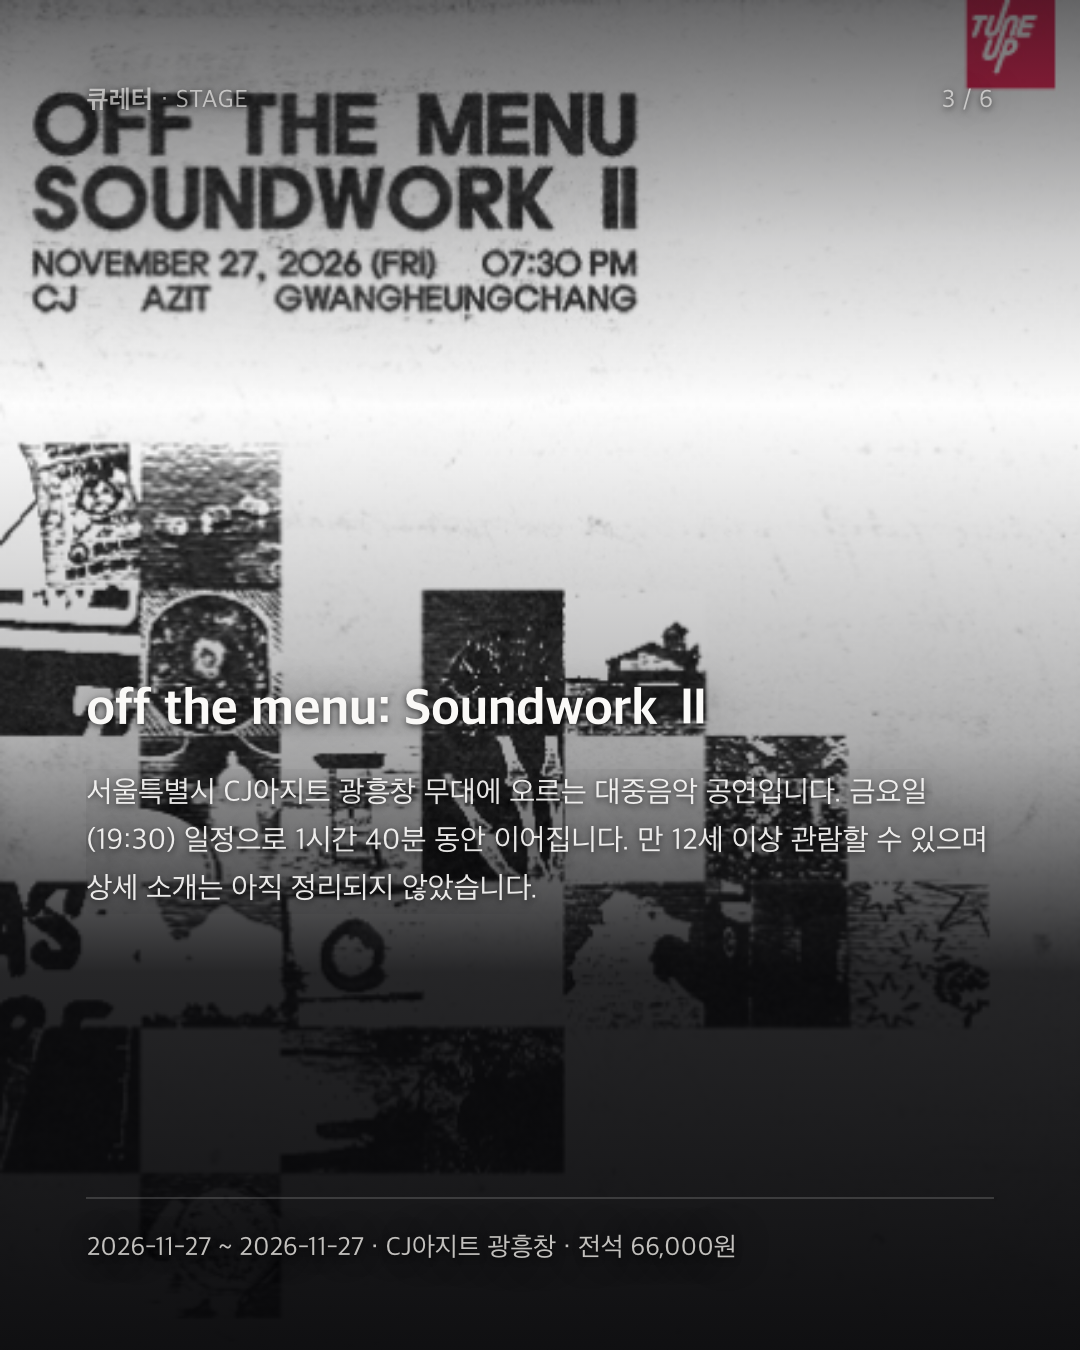 TUNE UP
큐레터 · STAGE
3 / 6
OFF THE MENU
SOUNDWORK II
NOVEMBER 27, 2026 (FRI) 07:30 PM
CJ AZIT GWANGHEUNGCHANG
off the menu: Soundwork Ⅱ
서울특별시 CJ아지트 광흥창 무대에 오르는 대중음악 공연입니다. 금요일
(19:30) 일정으로 1시간 40분 동안 이어집니다. 만 12세 이상 관람할 수 있으며
상세 소개는 아직 정리되지 않았습니다.
2026-11-27 ~ 2026-11-27 · CJ아지트 광흥창 · 전석 66,000원